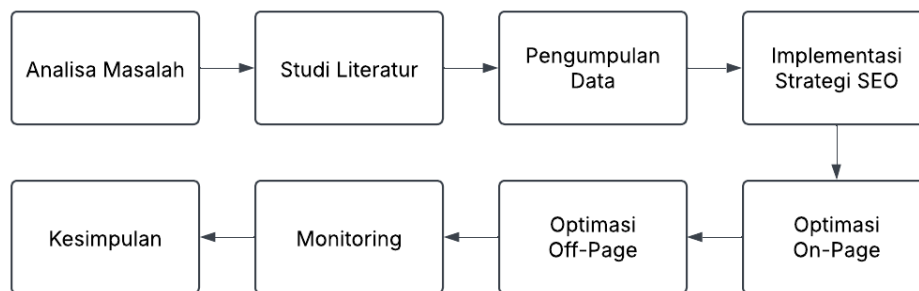 Analisa Masalah
Studi Literatur
Pengumpulan
Data
Implementasi
Strategi SEO
Optimasi
On-Page
Optimasi
Off-Page
Monitoring
Kesimpulan